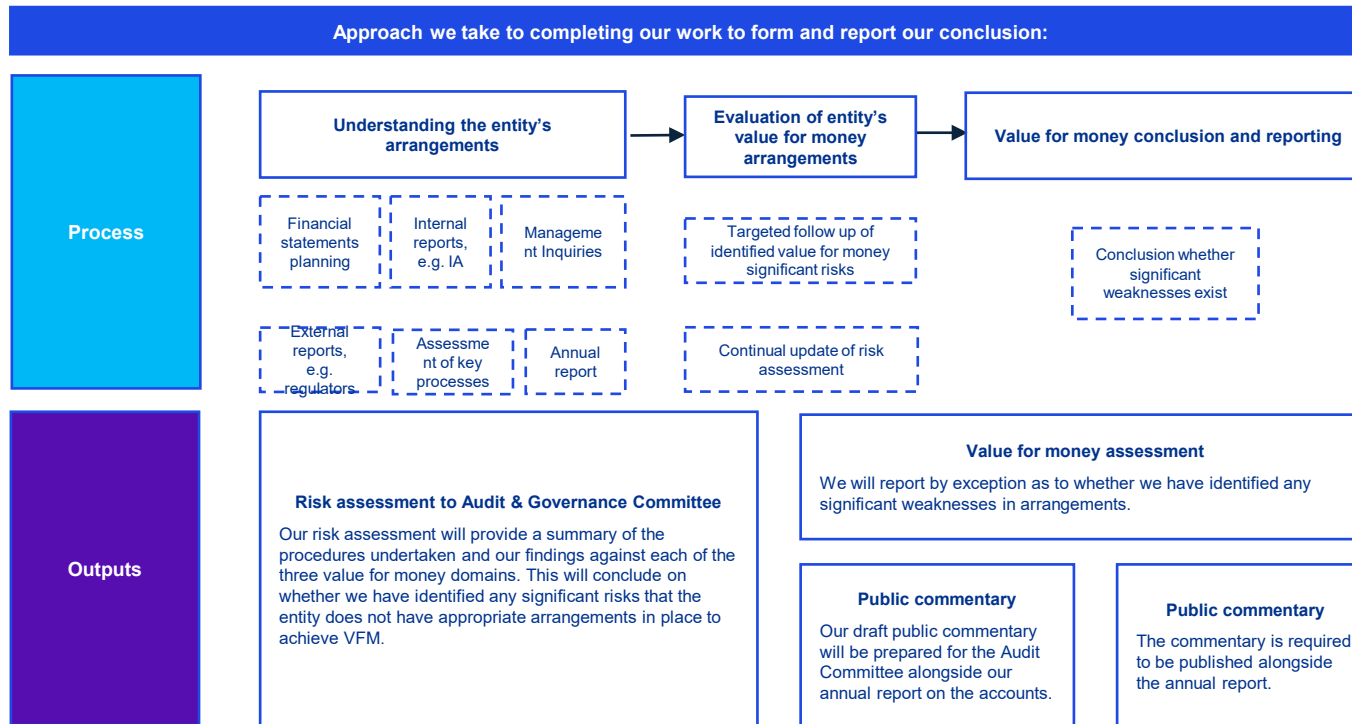 Approach we take to completing our work to form and report our conclusion:
Process
Understanding the entity's
arrangements
Evaluation of entity's
value for money
arrangements
Value for money conclusion and reporting
Financial
statements
planning
Internal
reports,
e.g. IA
Manageme
nt Inquiries
Targeted follow up of
identified value for money
significant risks
Conclusion whether
significant
weaknesses exist
External
reports,
e.g.
regulators
Assessme
nt of key
processes
Annual
report
Continual update of risk
assessment
Outputs
Risk assessment to Audit & Governance Committee
Our risk assessment will provide a summary of the
procedures undertaken and our findings against each of the
three value for money domains. This will conclude on
whether we have identified any significant risks that the
entity does not have appropriate arrangements in place to
achieve VFM.
Value for money assessment
We will report by exception as to whether we have identified any
significant weaknesses in arrangements.
Public commentary
Our draft public commentary
will be prepared for the Audit
Committee alongside our
annual report on the accounts.
Public commentary
The commentary is required
to be published alongside
the annual report.